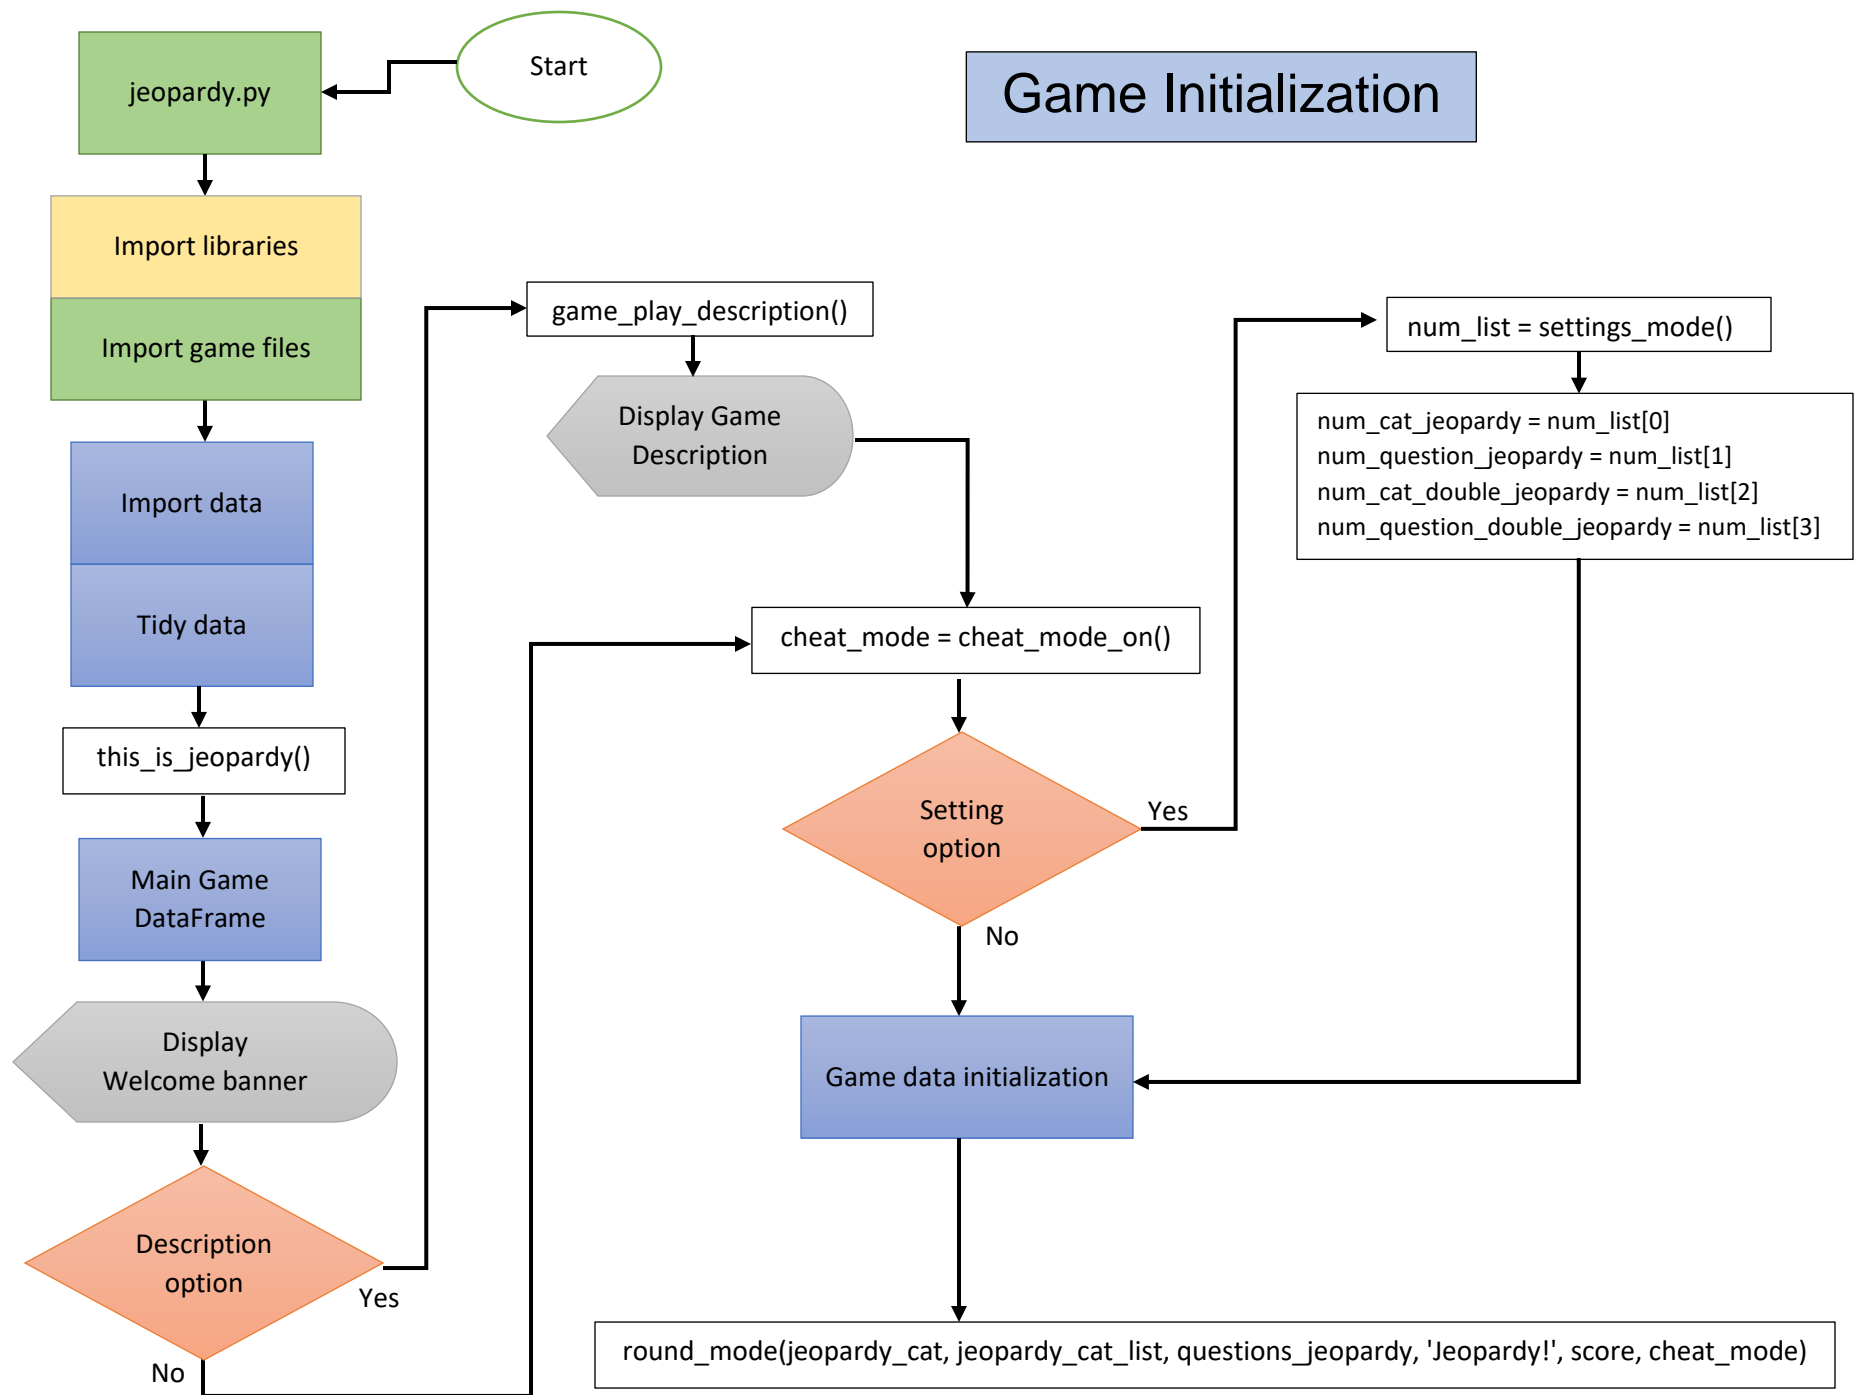 Start
jeopardy.py
Game Initialization
Import libraries
Import game files
Import data
Tidy data
this_is_jeopardy()
Main Game
DataFrame
Display
Welcome banner
Description
option
Yes
No
game_play_description()
Display Game
Description
cheat_mode = cheat_mode_on()
Setting
option
Yes
No
num_list = settings_mode()
num_cat_jeopardy = num_list[0]
num_question_jeopardy = num_list[1]
num_cat_double_jeopardy = num_list[2]
num_question_double_jeopardy = num_list[3]
Game data initialization
round_mode(jeopardy_cat, jeopardy_cat_list, questions_jeopardy, 'Jeopardy!', score, cheat_mode)